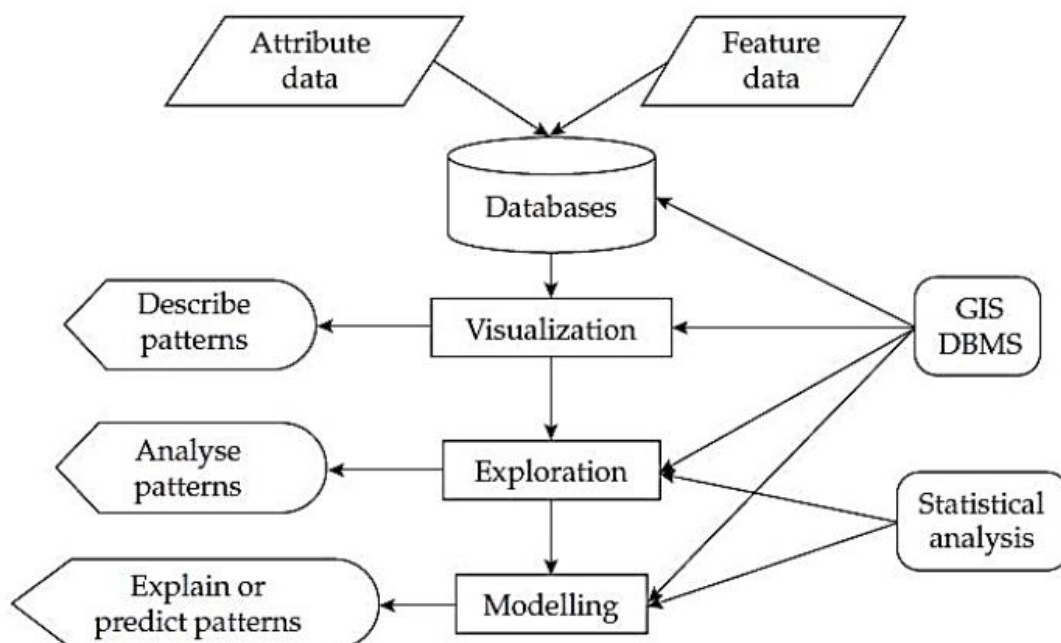 Attribute
data
Feature
data
Databases
Describe
patterns
Visualization
GIS
DBMS
Analyse
patterns
Exploration
Statistical
analysis
Explain or
predict patterns
Modelling